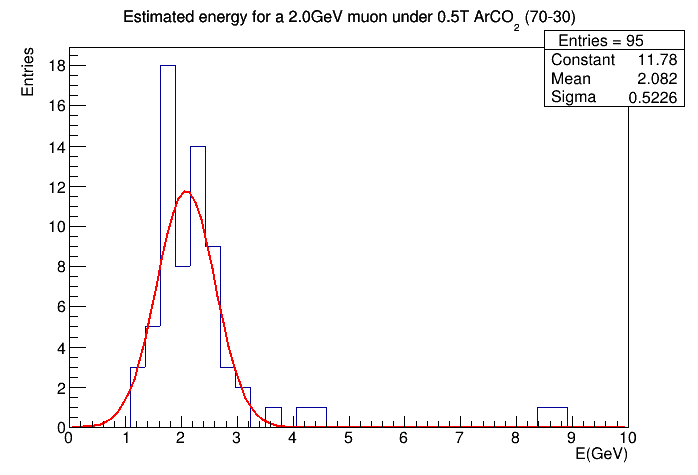 Estimated energy for a 2.0GeV muon under 0.5T ArCO2 (70-30)
Entries = 95
Constant 11.78
Mean 2.082
Sigma 0.5226
Entries
18
16
14
12
10
8
6
4
2
0
0 1 2 3 4 5 6 7 8 9 10
E(GeV)